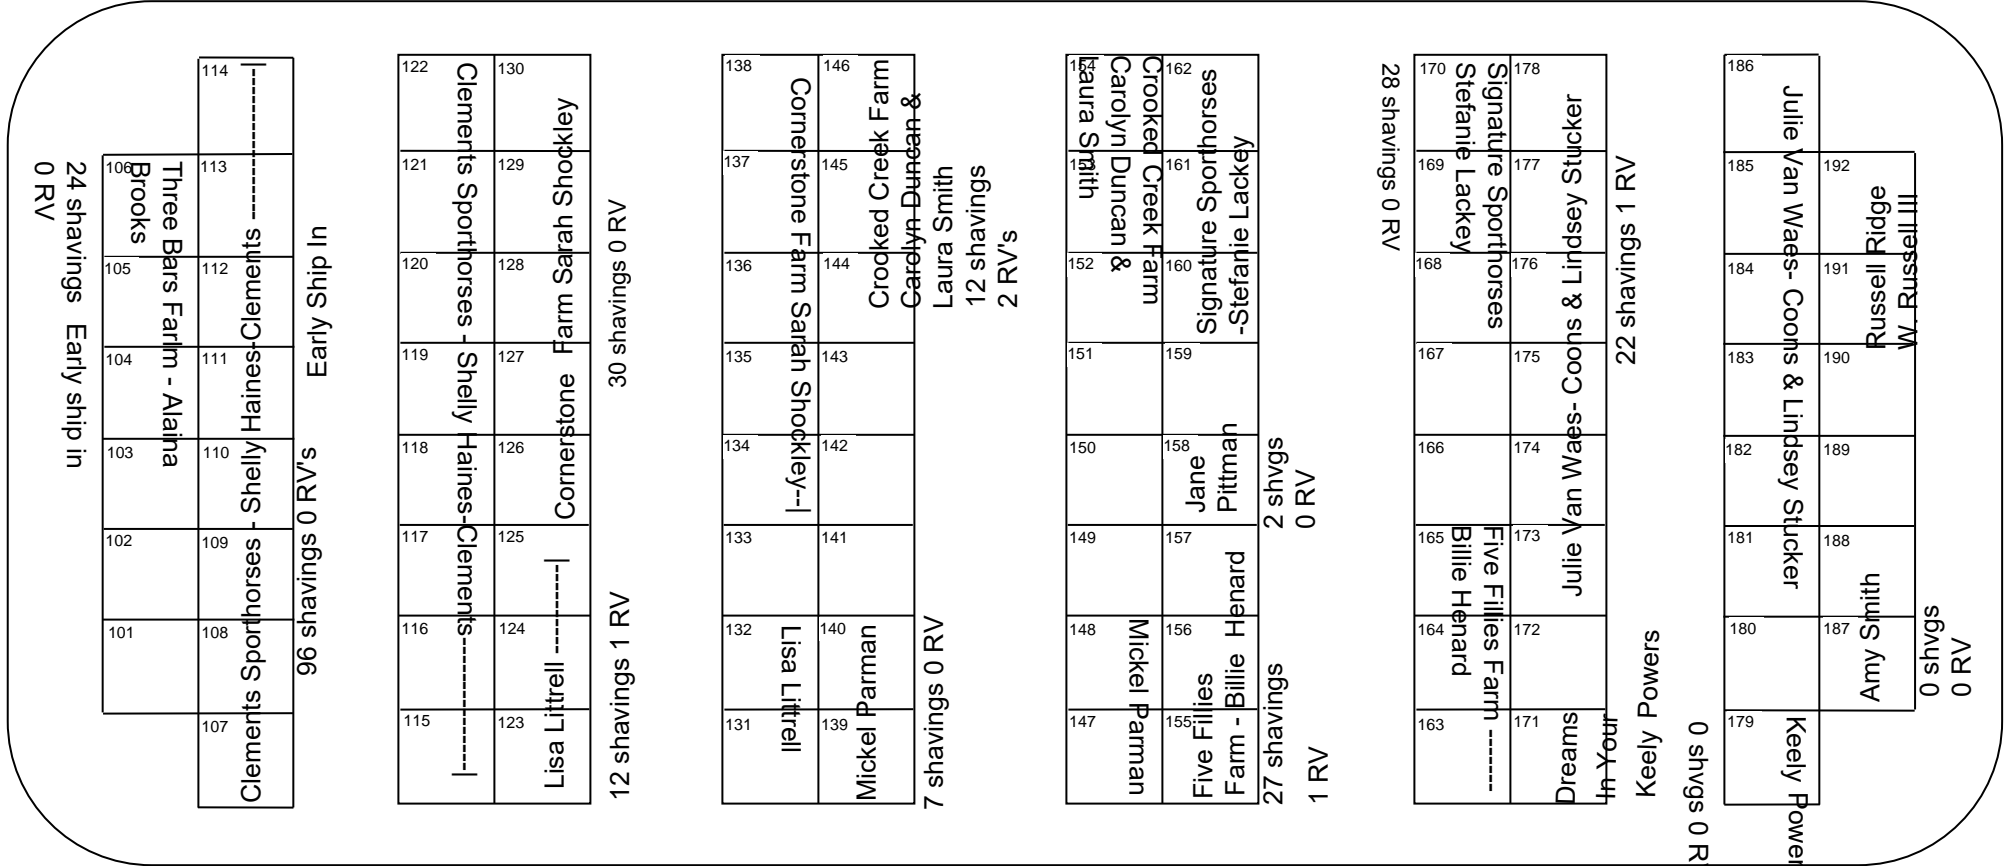 24 shavings Early ship in
0 RV
106
105
104
103
102
101
Three Bars Farlm - Alaina
Brooks
114
113
112
111
110
109
108
107
Clements Sporthorses - Shelly Haines-Clements ------------------|
Early Ship In
96 shavings 0 RV's
122
121
120
119
118
117
116
115
Clements Sporthorses - Shelly Haines-Clements----------------|
130
129
128
127
126
125
124
123
Cornerstone Farm Sarah Shockley
Lisa Littrell -----------|
30 shavings 0 RV
12 shavings 1 RV
138
137
136
135
134
133
132
131
Cornerstone Farm Sarah Shockley--|
Lisa Littrell
146
145
144
143
142
141
140
139
Crooked Creek Farm
Carolyn Duncan &
Laura Smith
12 shavings
2 RV's
Mickel Parman
7 shavings 0 RV
154
153
152
151
150
149
148
147
Crooked Creek Farm
Carolyn Duncan &
Laura Smith
Mickel Parman
162
161
160
159
158
157
156
155
Signature Sporthorses
-Stefanie Lackey
Jane
Pittman
2 shvgs
0 RV
Five Fillies
Farm - Billie Henard
27 shavings
1 RV
28 shavings 0 RV
170
169
168
167
166
165
164
163
Signature Sporthorses
Stefanie Lackey
Five Fillies Farm --------
Billie Henard
178
177
176
175
174
173
172
171
Julie Van Waes- Coons & Lindsey Stucker
22 shavings 1 RV
Dreams
In Your
Keely Powers
0 shvgs 0 R
186
185
184
183
182
181
180
179
Julie Van Waes- Coons & Lindsey Stucker
Keely Power
192
191
190
189
188
187
Russell Ridge
W. Russell III
Amy Smith
0 shvgs
0 RV